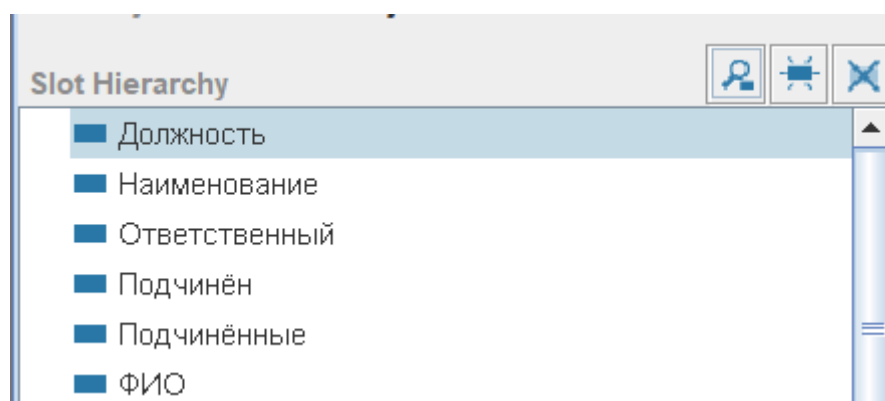 Slot Hierarchy
Должность
Наименование
Ответственный
Подчинён
Подчинённые
ФИО